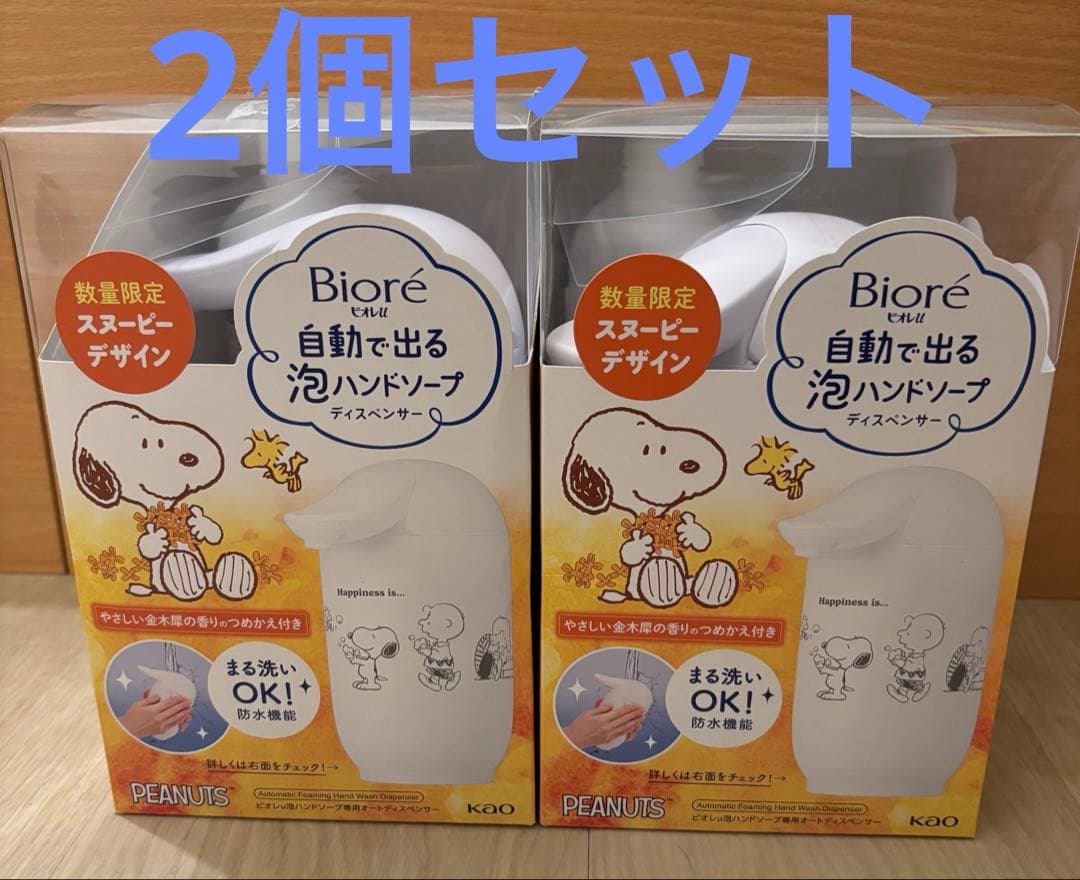 2個セット
数量限定
スヌーピー
デザイン
Bioré
ビオレu
自動で出る
泡ハンドソープ
ディスペンサー
Happiness is...
やさしい金木犀の香りのつめかえ付き
まる洗い
OK!
防水機能
詳しくは右面をチェック!→
PEANUTS™
Automatic Foaming Hand Wash Dispenser
ビオレu泡ハンドソープ専用オートディスペンサー
Kao
数量限定
スヌーピー
デザイン
Bioré
ビオレu
自動で出る
泡ハンドソープ
ディスペンサー
Happiness is...
やさしい金木犀の香りのつめかえ付き
まる洗い
OK!
防水機能
詳しくは右面をチェック!→
PEANUTS™
Automatic Foaming Hand Wash Dispenser
ビオレu泡ハンドソープ専用オートディスペンサー
Kao